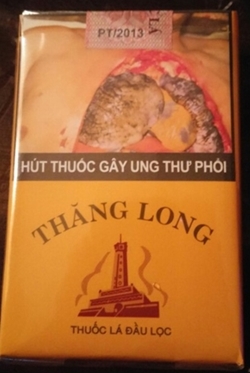 PT/2013
HÚT THUỐC GÂY UNG THƯ PHỔI
THĂNG LONG
THUỐC LÁ ĐẦU LỌC